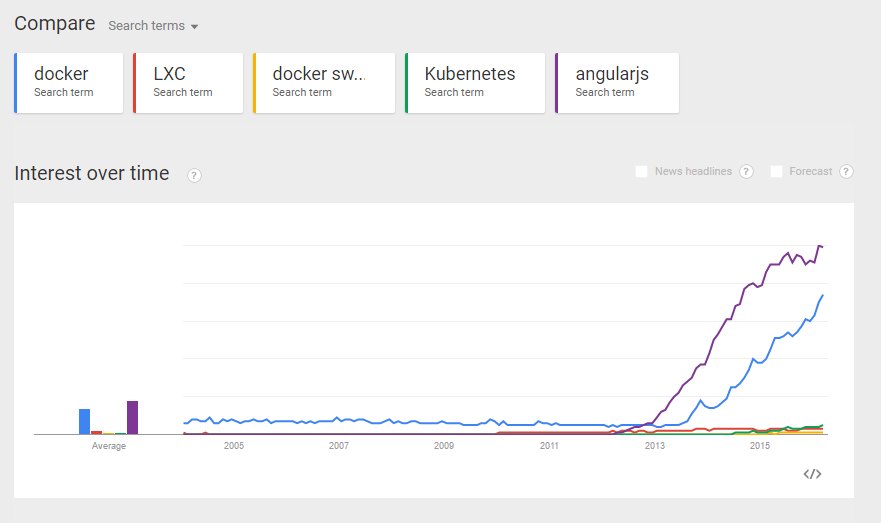 Compare Search terms
docker LXC docker sw... Kubernetes angularjs
Search term Search term Search term Search term Search term
Interest over time ? News headlines ? Forecast ?
Average 2005 2007 2009 2011 2013 2015
</>